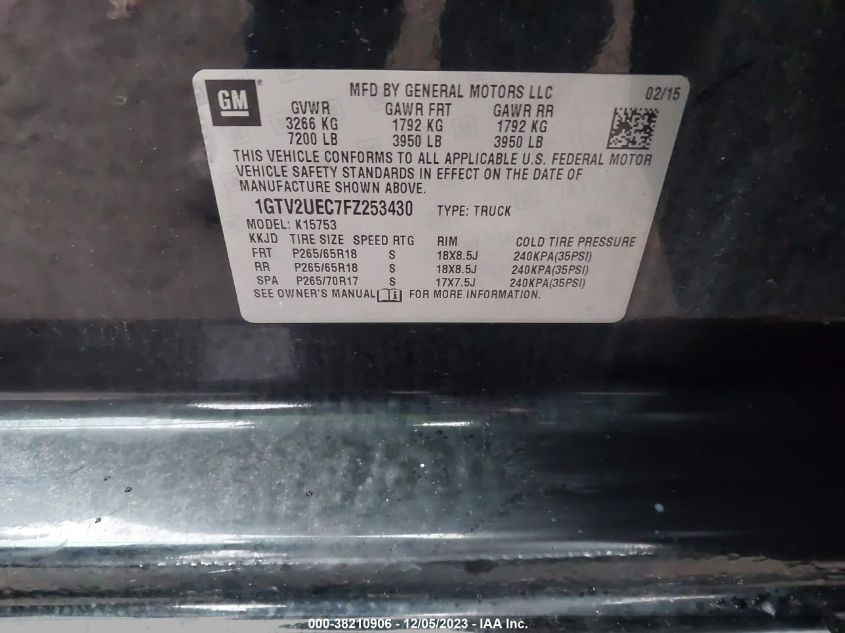 GM
MFD BY GENERAL MOTORS LLC
02/15
GVWR GAWR FRT GAWR RR
3266 KG 1792 KG 1792 KG
7200 LB 3950 LB 3950 LB
THIS VEHICLE CONFORMS TO ALL APPLICABLE U.S. FEDERAL MOTOR
VEHICLE SAFETY STANDARDS IN EFFECT ON THE DATE OF
MANUFACTURE SHOWN ABOVE.
1GTV2UEC7FZ253430 TYPE: TRUCK
MODEL: K15753
KKJD TIRE SIZE SPEED RTG RIM COLD TIRE PRESSURE
FRT P265/65R18 S 18X8.5J 240KPA(35PSI)
RR P265/65R18 S 18X8.5J 240KPA(35PSI)
SPA P265/70R17 S 17X7.5J 240KPA(35PSI)
SEE OWNER'S MANUAL FOR MORE INFORMATION.
000-38210906 - 12/05/2023 - IAA Inc.